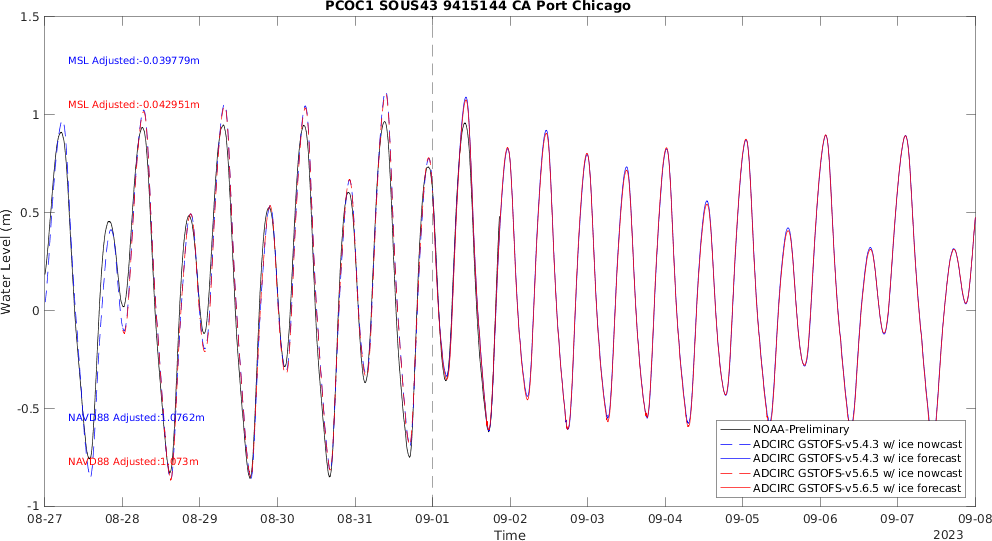 PCOC1 SOUS43 9415144 CA Port Chicago
1.5
1
0.5
0
-0.5
-1
Water Level (m)
MSL Adjusted:-0.039779m
MSL Adjusted:-0.042951m
NAVD88 Adjusted:1.0762m
NAVD88 Adjusted:1.073m
NOAA-Preliminary
ADCIRC GSTOFS-v5.4.3 w/ ice nowcast
ADCIRC GSTOFS-v5.4.3 w/ ice forecast
ADCIRC GSTOFS-v5.6.5 w/ ice nowcast
ADCIRC GSTOFS-v5.6.5 w/ ice forecast
08-27 08-28 08-29 08-30 08-31 09-01 09-02 09-03 09-04 09-05 09-06 09-07 09-08
Time
2023